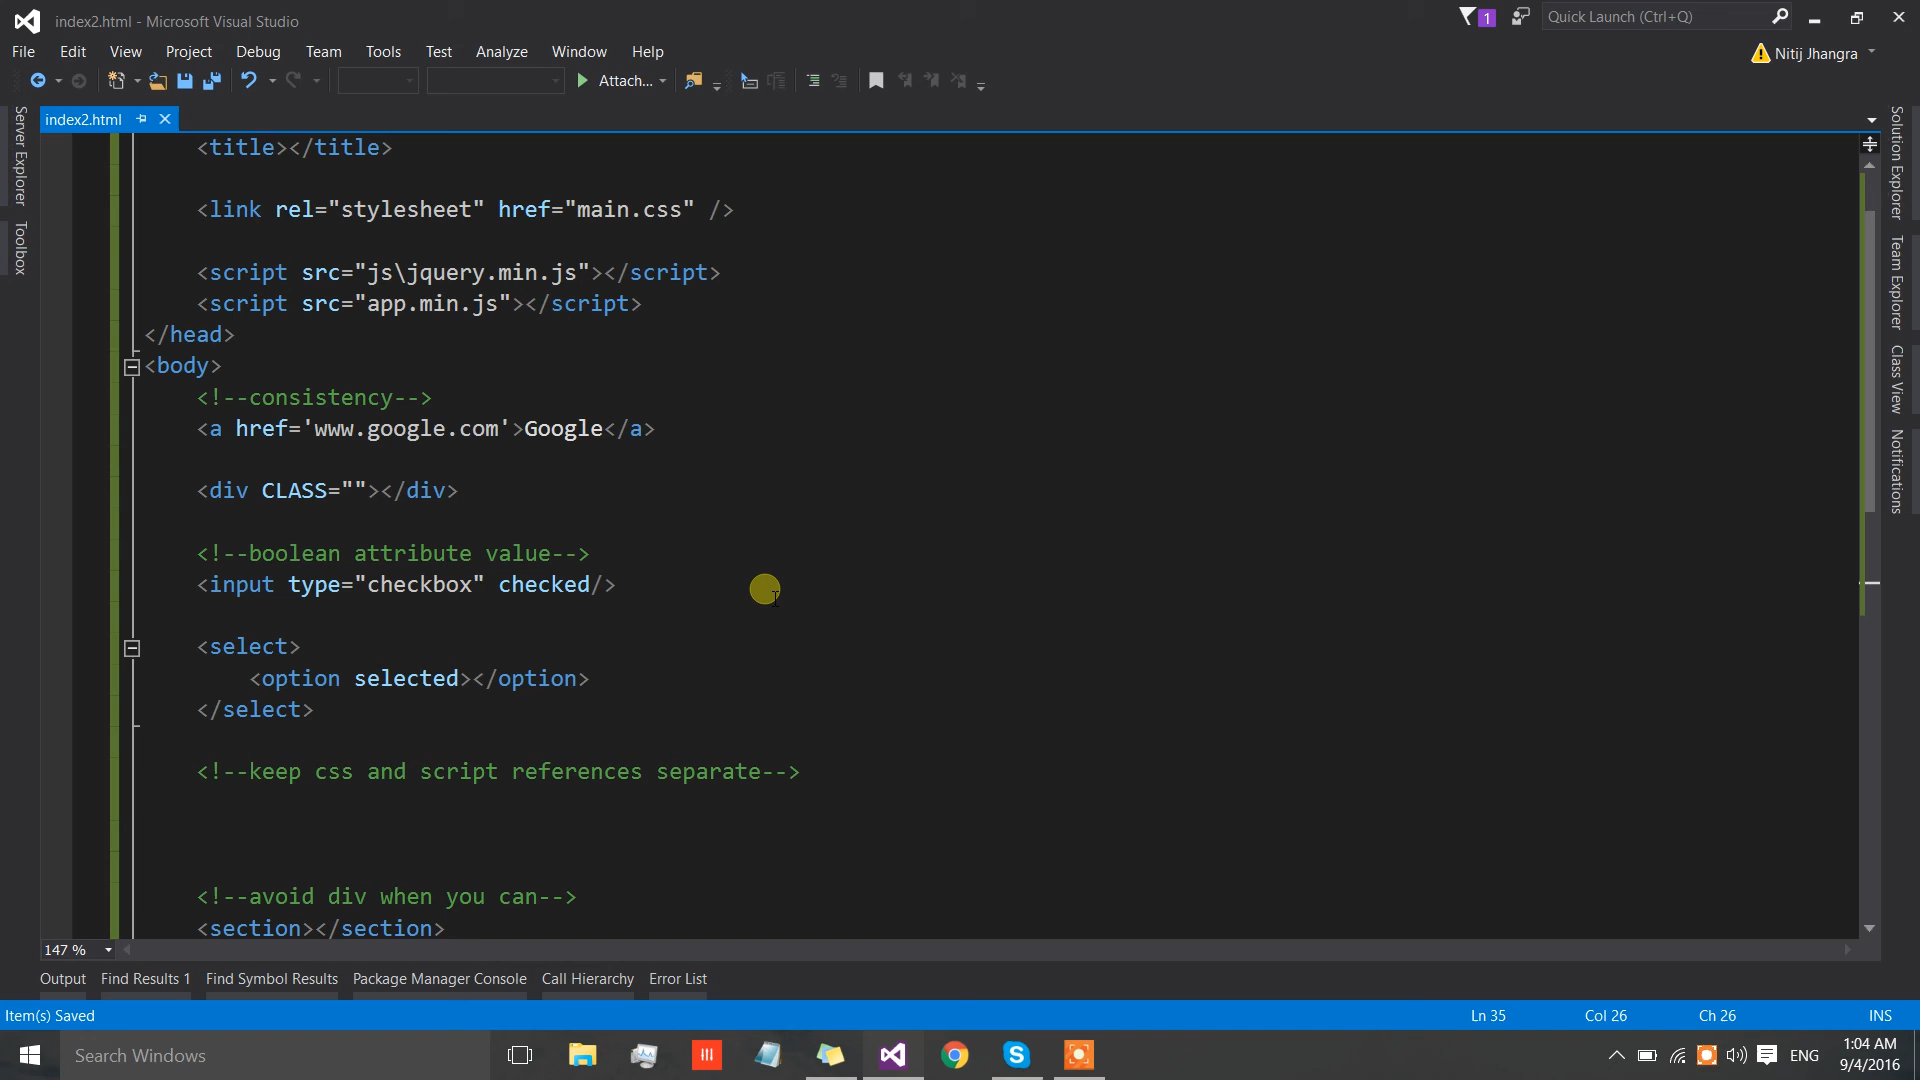 index2.html - Microsoft Visual Studio
1
Quick Launch (Ctrl+Q)
File Edit View Project Debug Team Tools Test Analyze Window Help
Nitij Jhangra
Attach...
index2.html
Server Explorer
Toolbox
<title></title>
<link rel="stylesheet" href="main.css" />
<script src="js\jquery.min.js"></script>
<script src="app.min.js"></script>
</head>
<body>
<!--consistency-->
<a href='www.google.com'>Google</a>
<div CLASS=""></div>
<!--boolean attribute value-->
<input type="checkbox" checked/>
<select>
<option selected></option>
</select>
<!--keep css and script references separate-->
<!--avoid div when you can-->
<section></section>
Solution Explorer
Team Explorer
Class View
Notifications
147 %
Output Find Results 1 Find Symbol Results Package Manager Console Call Hierarchy Error List
Item(s) Saved Ln 35 Col 26 Ch 26 INS
Search Windows
ENG
1:04 AM
9/4/2016